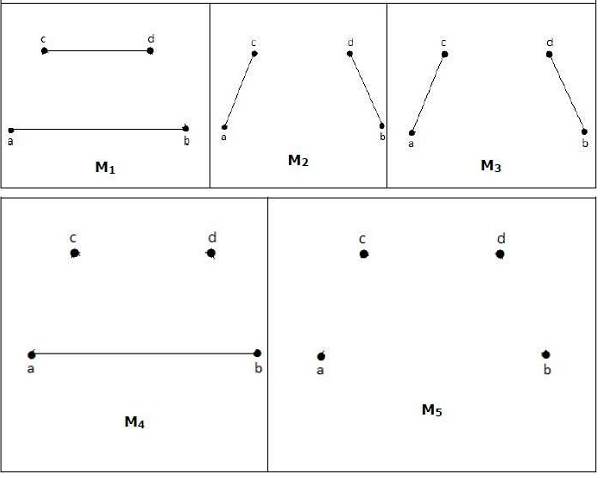 c d c d c d
a b a b a b
M₁ M₂ M₃
c d c d
a b a b
M₄ M₅